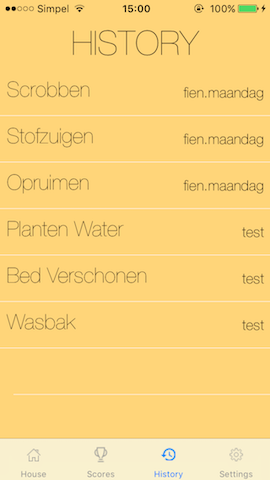 Simpel 15:00 100%
HISTORY
Scrobben fien.maandag
Stofzuigen fien.maandag
Opruimen fien.maandag
Planten Water test
Bed Verschonen test
Wasbak test
House Scores History Settings